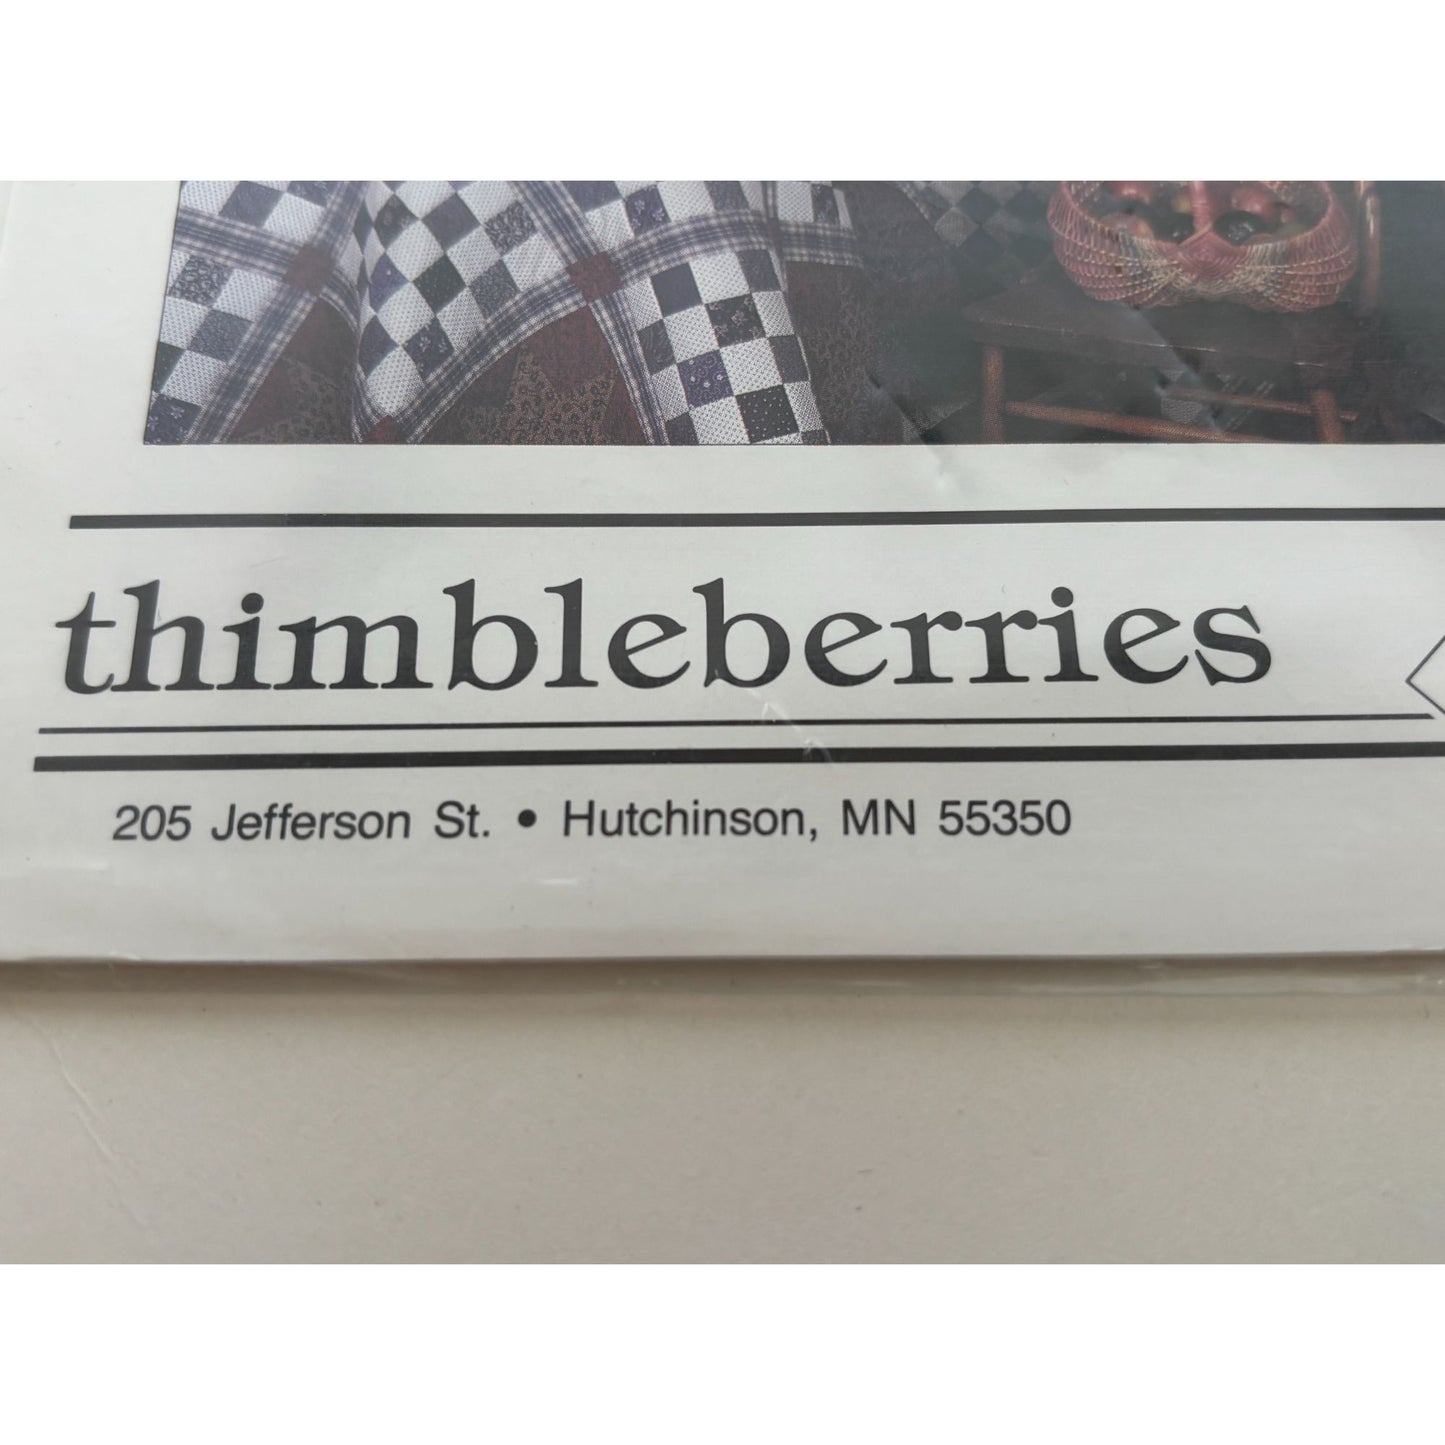 thimbleberries
205 Jefferson St. • Hutchinson, MN 55350